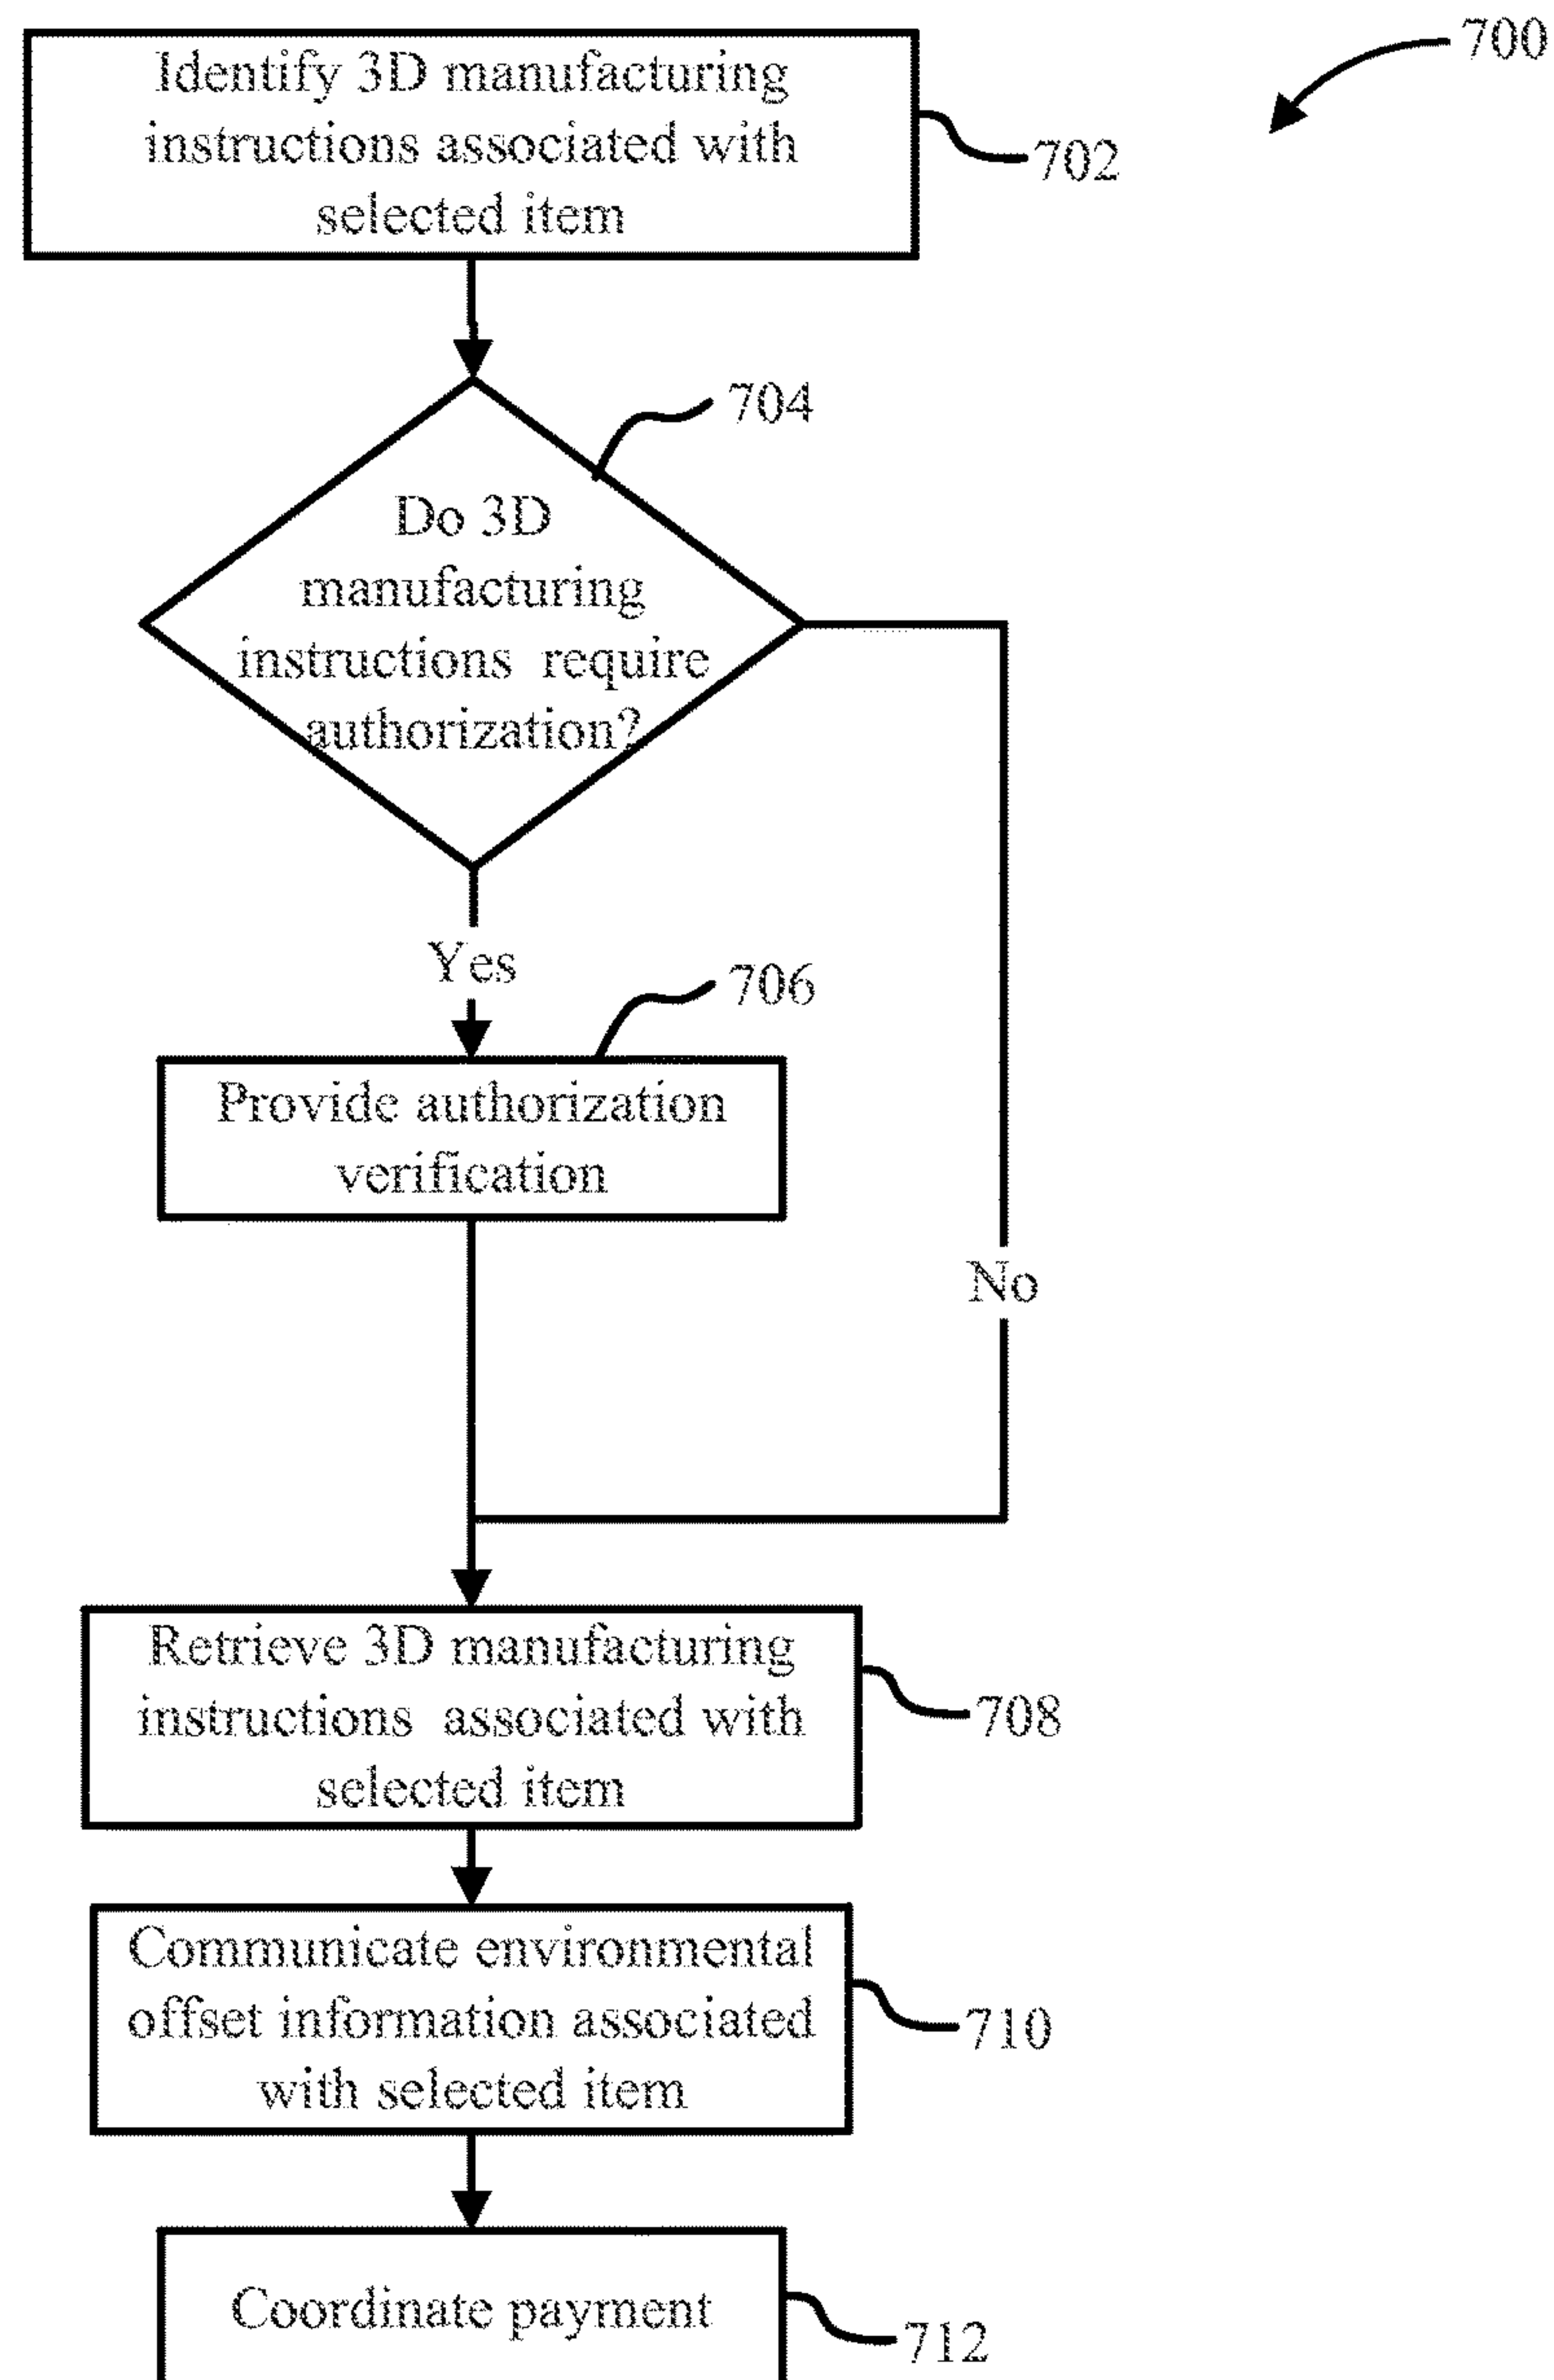 700
Identify 3D manufacturing
instructions associated with
selected item
702
704
Do 3D
manufacturing
instructions require
authorization?
Yes
706
Provide authorization
verification
No
Retrieve 3D manufacturing
instructions associated with
selected item
708
Communicate environmental
offset information associated
with selected item
710
Coordinate payment
712